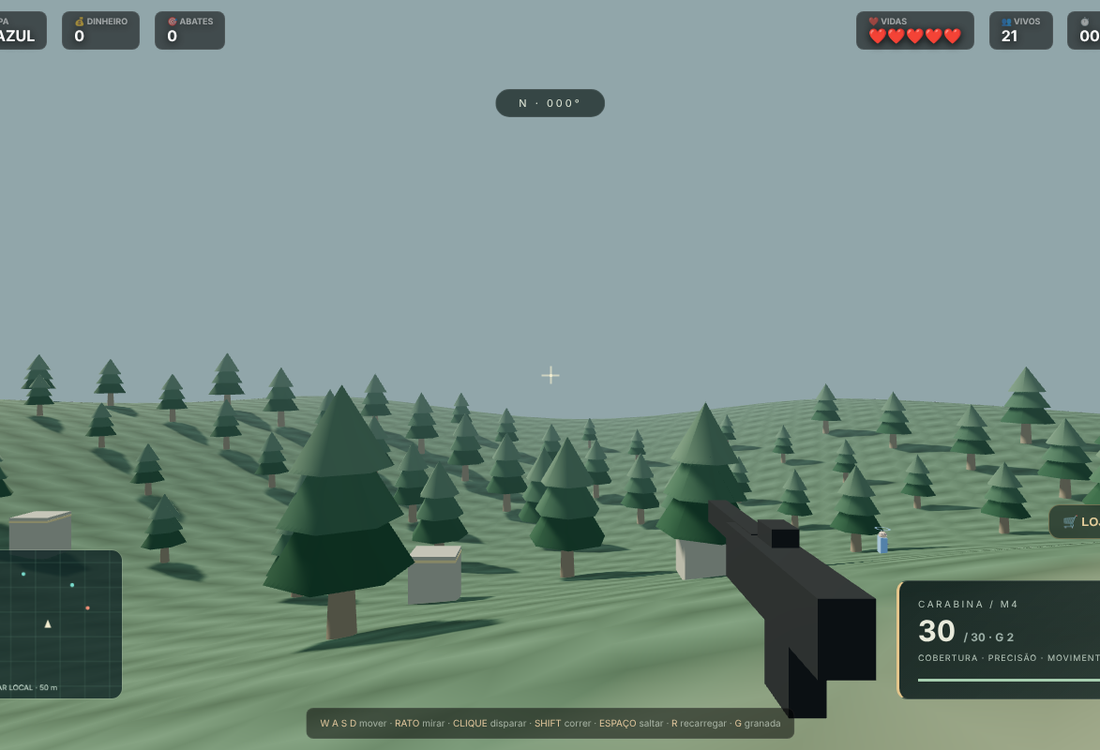 PA
AZUL
💰 DINHEIRO
0
🎯 ABATES
0
❤️ VIDAS
❤️❤️❤️❤️❤️
👥 VIVOS
21
⏱
00
N · 000°
🛒 LO
AR LOCAL · 50 m
CARABINA / M4
30 / 30 · G 2
COBERTURA · PRECISÃO · MOVIMENT
W A S D mover · RATO mirar · CLIQUE disparar · SHIFT correr · ESPAÇO saltar · R recarregar · G granada